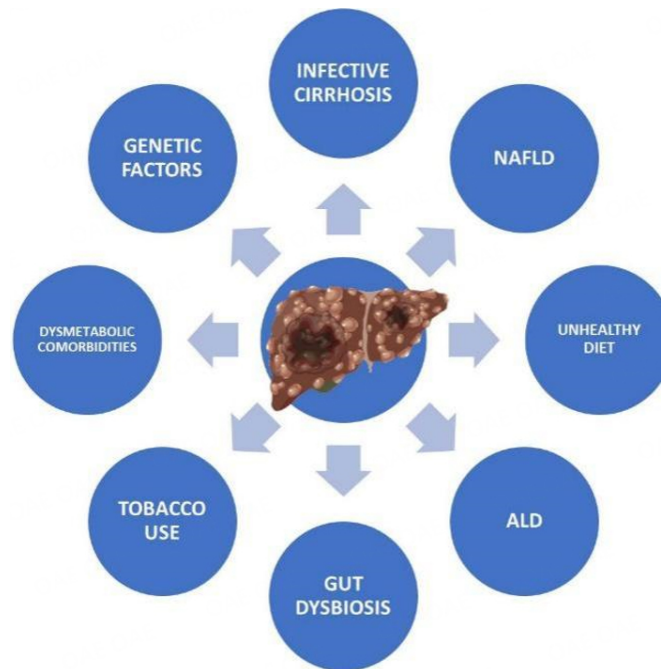 INFECTIVE
CIRRHOSIS
NAFLD
UNHEALTHY
DIET
ALD
GUT
DYSBIOSIS
TOBACCO
USE
DYSMETABOLIC
COMORBIDITIES
GENETIC
FACTORS